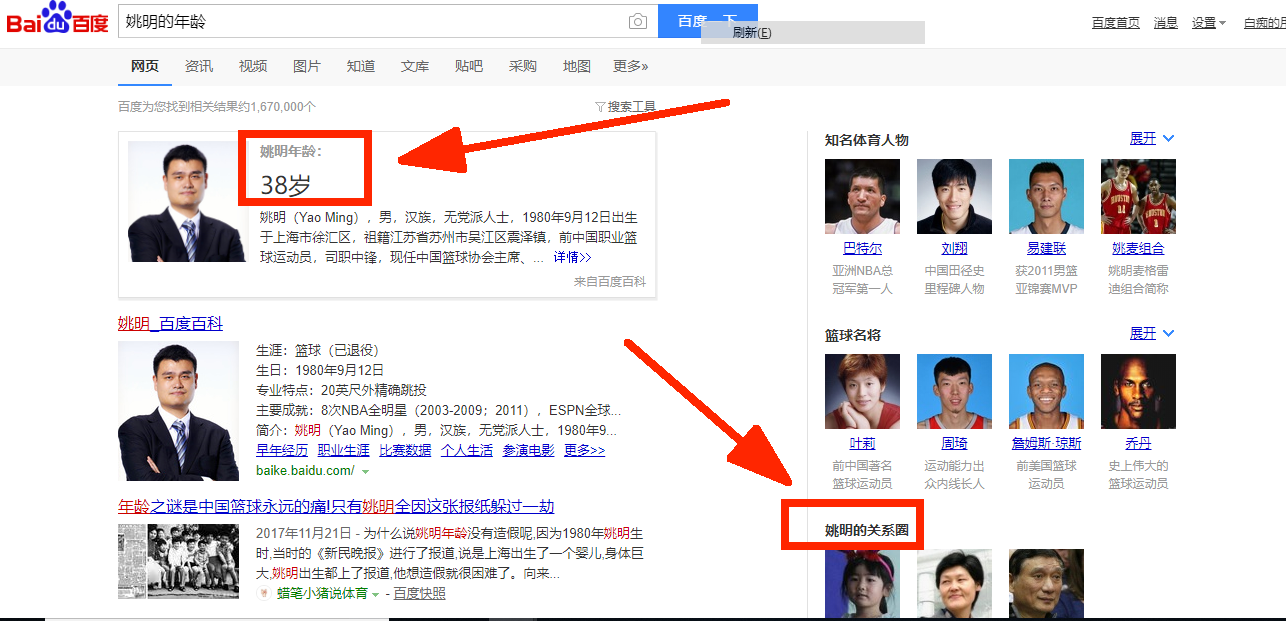 Bai du 百度
姚明的年龄
百度一下
刷新(E)
百度首页 消息 设置
网页 资讯 视频 图片 知道 文库 贴吧 采购 地图 更多»
百度为您找到相关结果约1,670,000个
搜索工具
姚明年龄：
38岁
姚明（Yao Ming），男，汉族，无党派人士，1980年9月12日出生
于上海市徐汇区，祖籍江苏省苏州市吴江区震泽镇，前中国职业篮
球运动员，司职中锋，现任中国篮球协会主席、... 详情>>
来自百度百科
姚明_百度百科
生涯：篮球（已退役）
生日：1980年9月12日
专业特点：20英尺外精确跳投
主要成就：8次NBA全明星（2003-2009；2011），ESPN全球...
简介：姚明（Yao Ming），男，汉族，无党派人士，1980年9...
早年经历 职业生涯 比赛数据 个人生活 参演电影 更多>>
baike.baidu.com/
年龄之谜是中国篮球永远的痛!只有姚明全因这张报纸躲过一劫
2017年11月21日 - 为什么说姚明年龄没有造假呢,因为1980年姚明生
时,当时的《新民晚报》进行了报道,说是上海出生了一个婴儿,身体巨
大,姚明出生都上了报道,他想造假就很困难了。向来...
蜡笔小猪说体育 - 百度快照
知名体育人物 展开
巴特尔 刘翔 易建联 姚麦组合
亚洲NBA总 中国田径史 获2011男篮 姚明麦格雷
冠军第一人 里程碑人物 亚锦赛MVP 迪组合简称
篮球名将 展开
叶莉 周琦 詹姆斯·琼斯 乔丹
前中国著名 运动能力出 前美国篮球 史上伟大的
篮球运动员 众内线长人 运动员 篮球运动员
姚明的关系圈